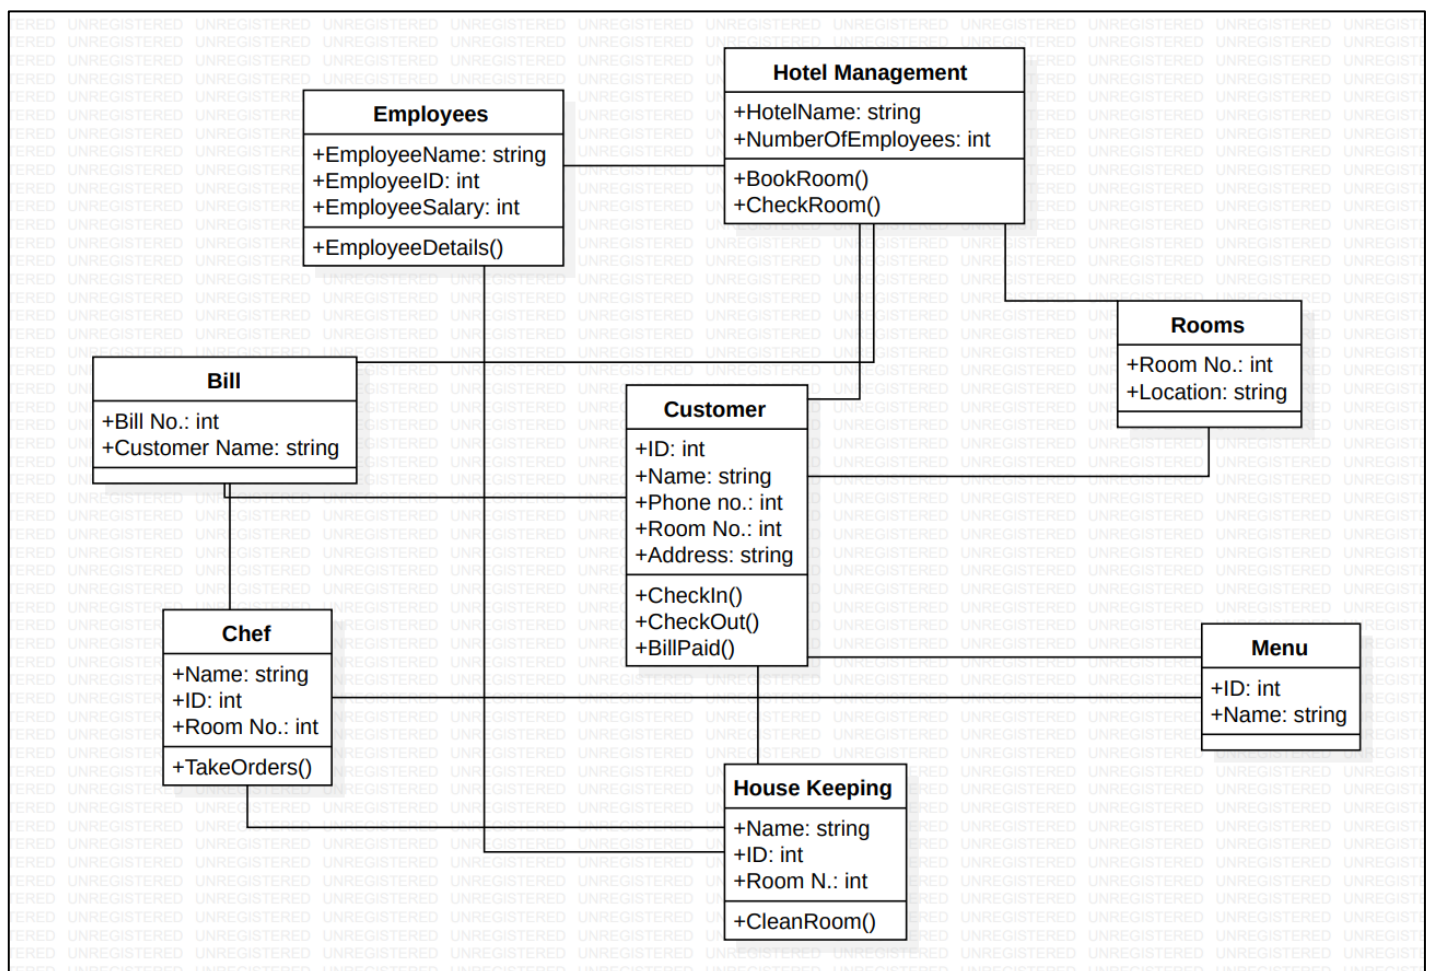 Hotel Management
+HotelName: string
+NumberOfEmployees: int
+BookRoom()
+CheckRoom()
Employees
+EmployeeName: string
+EmployeeID: int
+EmployeeSalary: int
+EmployeeDetails()
Rooms
+Room No.: int
+Location: string
Bill
+Bill No.: int
+Customer Name: string
Customer
+ID: int
+Name: string
+Phone no.: int
+Room No.: int
+Address: string
+CheckIn()
+CheckOut()
+BillPaid()
Chef
+Name: string
+ID: int
+Room No.: int
+TakeOrders()
Menu
+ID: int
+Name: string
House Keeping
+Name: string
+ID: int
+Room N.: int
+CleanRoom()
UNREGISTERED